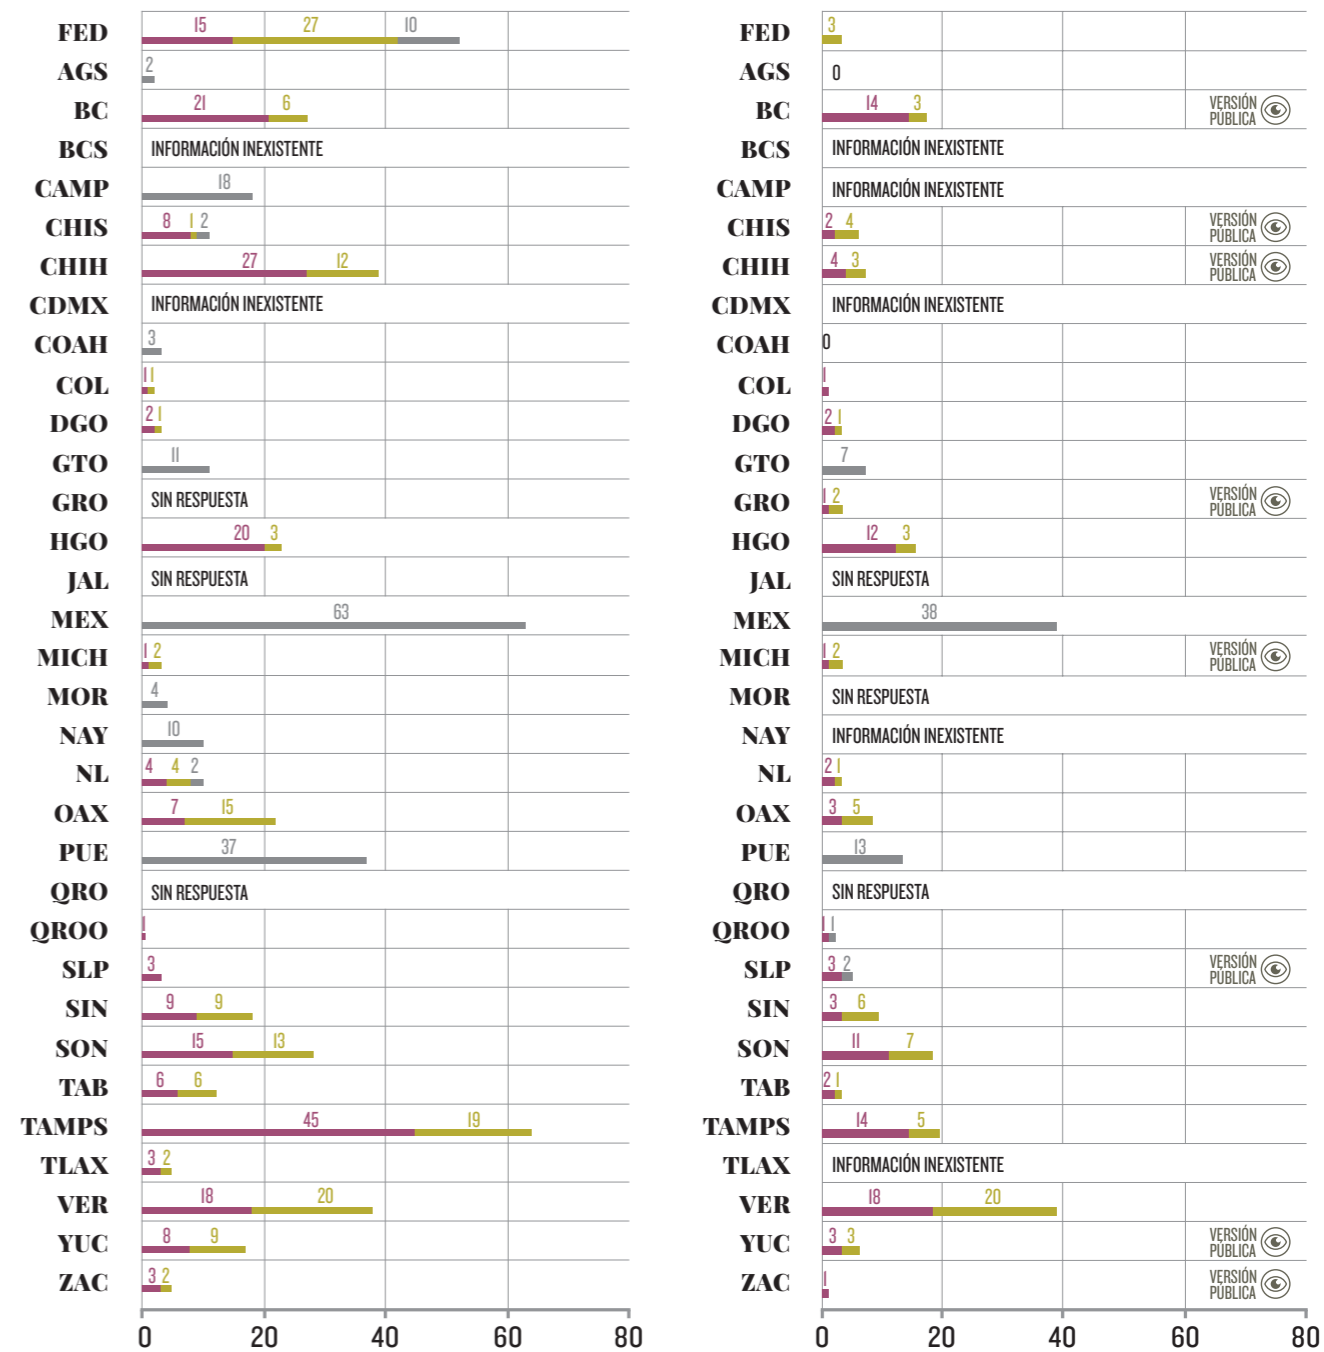 FED 15 27 10
AGS 2
BC 21 6
BCS INFORMACIÓN INEXISTENTE
CAMP 18
CHIS 8 1 2
CHIH 27 12
CDMX INFORMACIÓN INEXISTENTE
COAH 3
COL 1 1
DGO 2 1
GTO 11
GRO SIN RESPUESTA
HGO 20 3
JAL SIN RESPUESTA
MEX 63
MICH 1 2
MOR 4
NAY 10
NL 4 4 2
OAX 7 15
PUE 37
QRO SIN RESPUESTA
QROO 1
SLP 3
SIN 9 9
SON 15 13
TAB 6 6
TAMPS 45 19
TLAX 3 2
VER 18 20
YUC 8 9
ZAC 3 2
0 20 40 60 80
FED 3
AGS 0
BC 14 3 VERSIÓN
PÚBLICA
BCS INFORMACIÓN INEXISTENTE
CAMP INFORMACIÓN INEXISTENTE
CHIS 2 4 VERSIÓN
PÚBLICA
CHIH 4 3 VERSIÓN
PÚBLICA
CDMX INFORMACIÓN INEXISTENTE
COAH 0
COL 1
DGO 2 1
GTO 7
GRO 1 2 VERSIÓN
PÚBLICA
HGO 12 3
JAL SIN RESPUESTA
MEX 38
MICH 1 2 VERSIÓN
PÚBLICA
MOR SIN RESPUESTA
NAY INFORMACIÓN INEXISTENTE
NL 2 1
OAX 3 5
PUE 13
QRO SIN RESPUESTA
QROO 1 1
SLP 3 2 VERSIÓN
PÚBLICA
SIN 3 6
SON 11 7
TAB 2 1
TAMPS 14 5
TLAX INFORMACIÓN INEXISTENTE
VER 18 20
YUC 3 3 VERSIÓN
PÚBLICA
ZAC 1 VERSIÓN
PÚBLICA
0 20 40 60 80